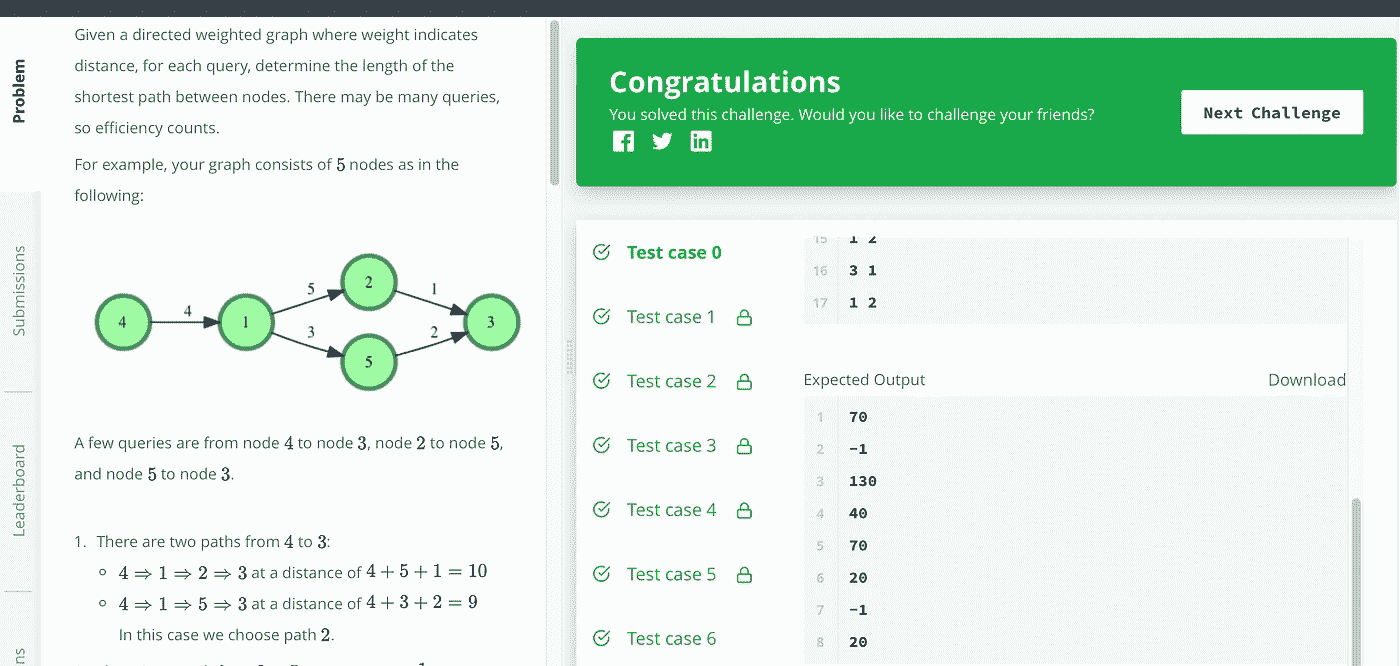 Problem
Submissions
Leaderboard
Given a directed weighted graph where weight indicates
distance, for each query, determine the length of the
shortest path between nodes. There may be many queries,
so efficiency counts.
For example, your graph consists of 5 nodes as in the
following:
4
4
1
5
2
1
3
3
5
2
A few queries are from node 4 to node 3, node 2 to node 5,
and node 5 to node 3.
1. There are two paths from 4 to 3:
4 ⇒ 1 ⇒ 2 ⇒ 3 at a distance of 4 + 5 + 1 = 10
4 ⇒ 1 ⇒ 5 ⇒ 3 at a distance of 4 + 3 + 2 = 9
In this case we choose path 2.
Congratulations
You solved this challenge. Would you like to challenge your friends?
Next Challenge
Test case 0
Test case 1
Test case 2
Test case 3
Test case 4
Test case 5
Test case 6
15 1 2
16 3 1
17 1 2
Expected Output Download
1 70
2 -1
3 130
4 40
5 70
6 20
7 -1
8 20